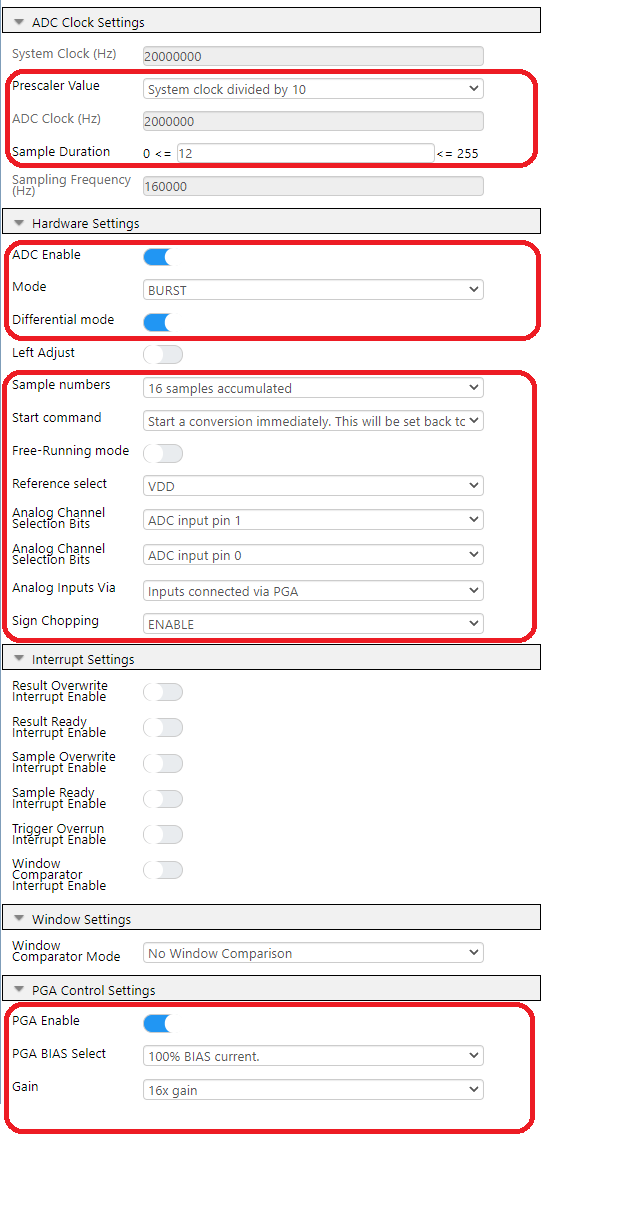 ADC Clock Settings
System Clock (Hz) 20000000
Prescaler Value System clock divided by 10
ADC Clock (Hz) 2000000
Sample Duration 0 <= 12 <= 255
Sampling Frequency
(Hz) 160000
Hardware Settings
ADC Enable
Mode BURST
Differential mode
Left Adjust
Sample numbers 16 samples accumulated
Start command Start a conversion immediately. This will be set back tc
Free-Running mode
Reference select VDD
Analog Channel
Selection Bits ADC input pin 1
Analog Channel
Selection Bits ADC input pin 0
Analog Inputs Via Inputs connected via PGA
Sign Chopping ENABLE
Interrupt Settings
Result Overwrite
Interrupt Enable
Result Ready
Interrupt Enable
Sample Overwrite
Interrupt Enable
Sample Ready
Interrupt Enable
Trigger Overrun
Interrupt Enable
Window
Comparator
Interrupt Enable
Window Settings
Window
Comparator Mode No Window Comparison
PGA Control Settings
PGA Enable
PGA BIAS Select 100% BIAS current.
Gain 16x gain